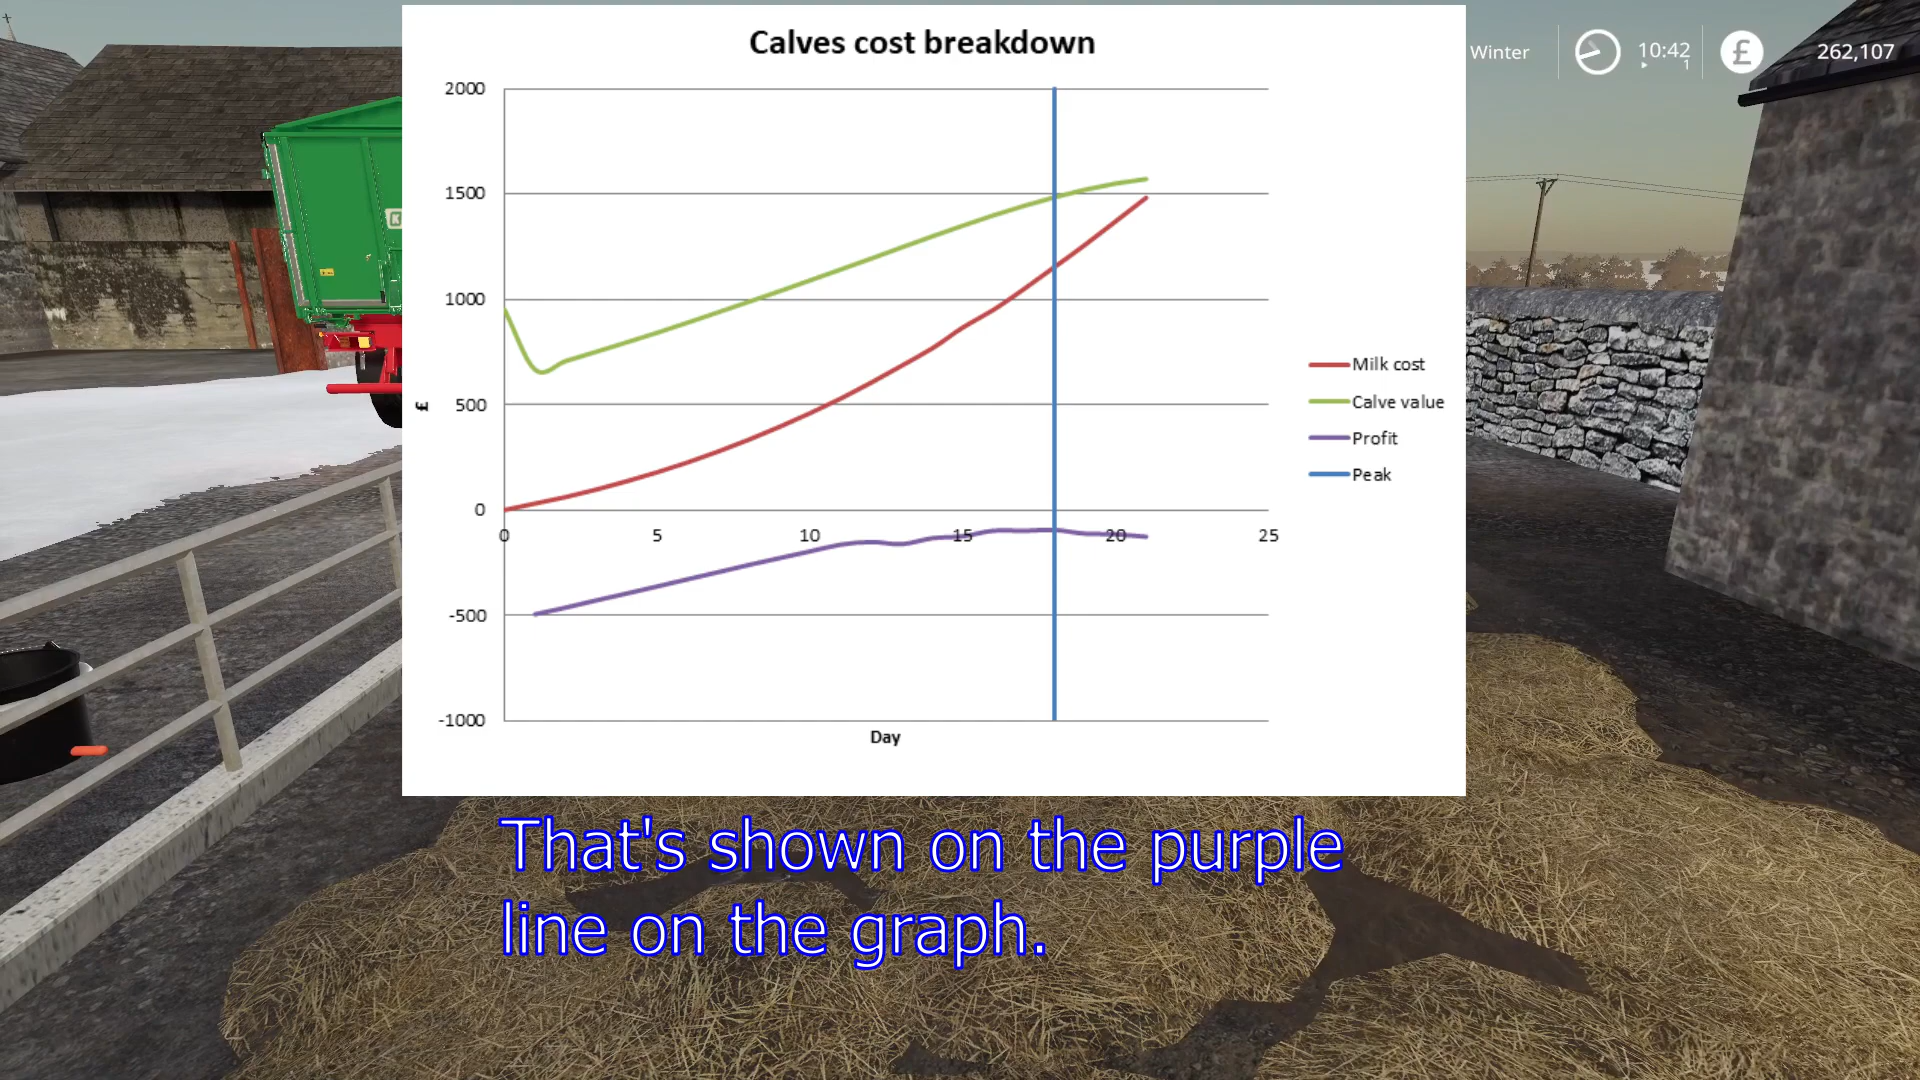 Calves cost breakdown
Winter
10:42
1
£
262,107
2000
1500
1000
500
0
-500
-1000
£
0
5
10
15
20
25
Day
Milk cost
Calve value
Profit
Peak
K
That's shown on the purple
line on the graph.